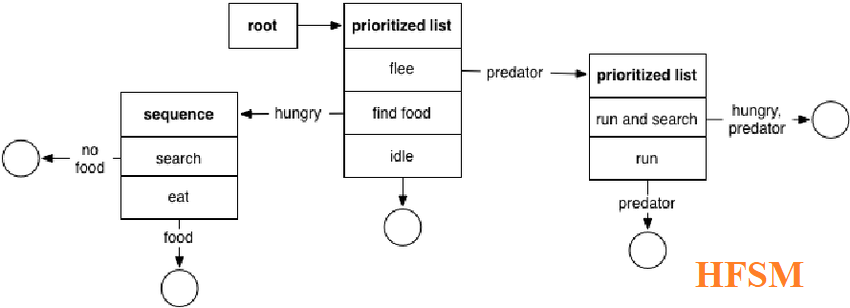 root
prioritized list
flee
find food
idle
predator
prioritized list
run and search
run
hungry,
predator
predator
hungry
sequence
search
eat
no
food
food
HFSM